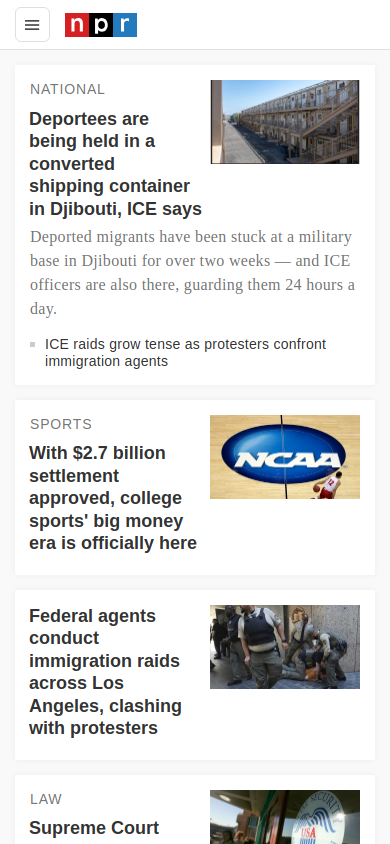 npr
NATIONAL
Deportees are
being held in a
converted
shipping container
in Djibouti, ICE says
Deported migrants have been stuck at a military
base in Djibouti for over two weeks — and ICE
officers are also there, guarding them 24 hours a
day.
ICE raids grow tense as protesters confront
immigration agents
SPORTS
With $2.7 billion
settlement
approved, college
sports' big money
era is officially here
NCAA
12
Federal agents
conduct
immigration raids
across Los
Angeles, clashing
with protesters
LAW
Supreme Court
SECURITY
USA